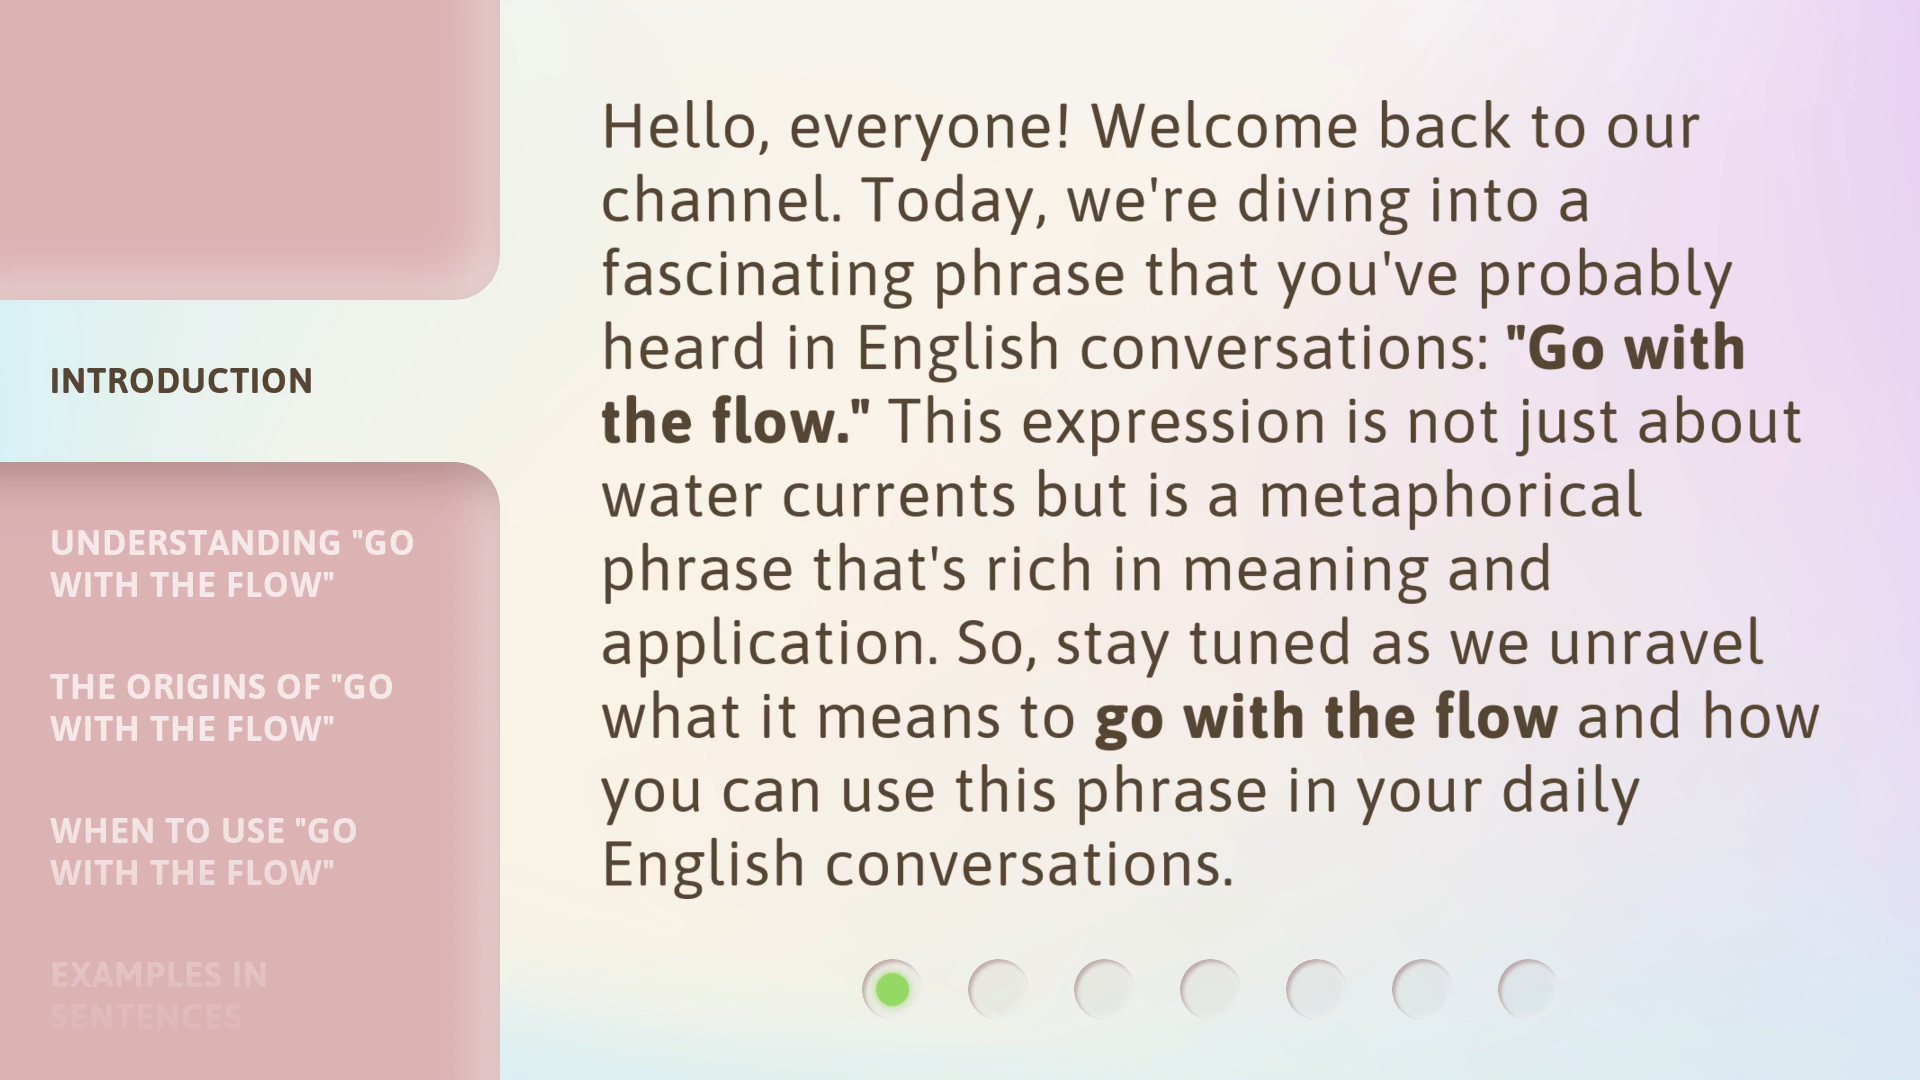 INTRODUCTION
UNDERSTANDING "GO
WITH THE FLOW"
THE ORIGINS OF "GO
WITH THE FLOW"
WHEN TO USE "GO
WITH THE FLOW"
EXAMPLES IN
SENTENCES
Hello, everyone! Welcome back to our
channel. Today, we're diving into a
fascinating phrase that you've probably
heard in English conversations: "Go with
the flow." This expression is not just about
water currents but is a metaphorical
phrase that's rich in meaning and
application. So, stay tuned as we unravel
what it means to go with the flow and how
you can use this phrase in your daily
English conversations.